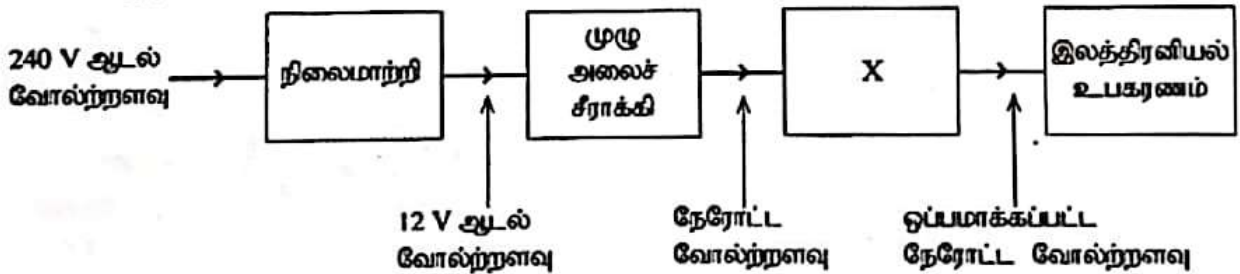 240 V ஆடல்
வோல்ற்றளவு
நிலைமாற்றி
முழு
அலைச்
சீராக்கி
X
இலத்திரனியல்
உபகரணம்
12 V ஆடல்
வோல்ற்றளவு
நேரோட்ட
வோல்ற்றளவு
ஒப்பமாக்கப்பட்ட
நேரோட்ட வோல்ற்றளவு